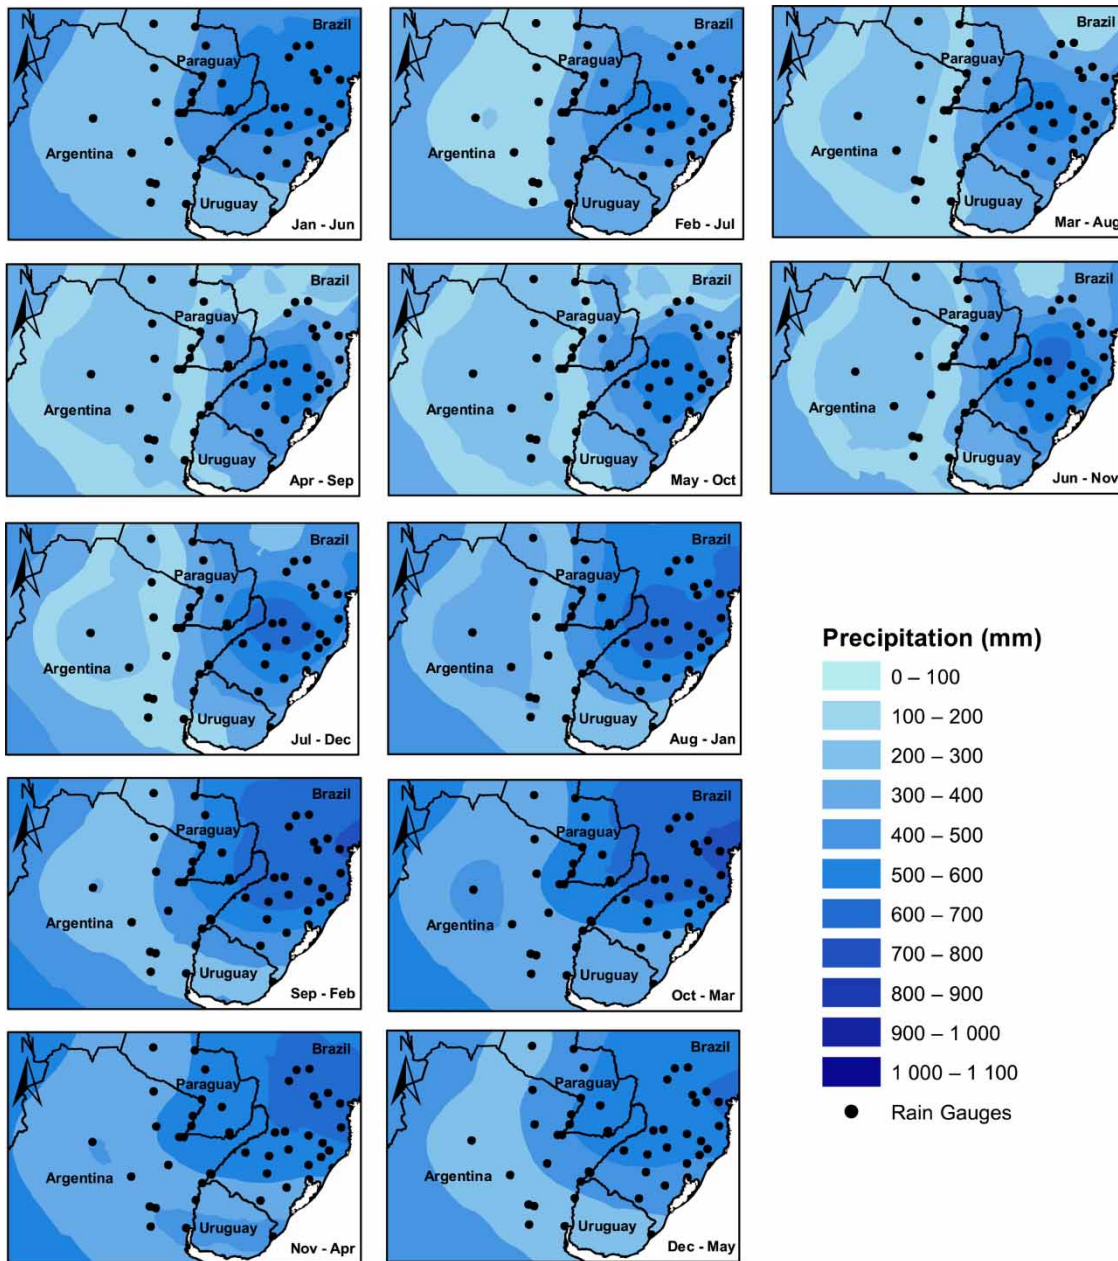 N
Brazil
Paraguay
Argentina
Uruguay
Jan - Jun
N
Brazil
Paraguay
Argentina
Uruguay
Feb - Jul
N
Brazil
Paraguay
Argentina
Uruguay
Mar - Aug
N
Brazil
Paraguay
Argentina
Uruguay
Apr - Sep
N
Brazil
Paraguay
Argentina
Uruguay
May - Oct
N
Brazil
Paraguay
Argentina
Uruguay
Jun - Nov
N
Brazil
Paraguay
Argentina
Uruguay
Jul - Dec
N
Brazil
Paraguay
Argentina
Uruguay
Aug - Jan
N
Brazil
Paraguay
Argentina
Uruguay
Sep - Feb
N
Brazil
Paraguay
Argentina
Uruguay
Oct - Mar
N
Brazil
Paraguay
Argentina
Uruguay
Nov - Apr
N
Brazil
Paraguay
Argentina
Uruguay
Dec - May
Precipitation (mm)
0 – 100
100 – 200
200 – 300
300 – 400
400 – 500
500 – 600
600 – 700
700 – 800
800 – 900
900 – 1 000
1 000 – 1 100
Rain Gauges